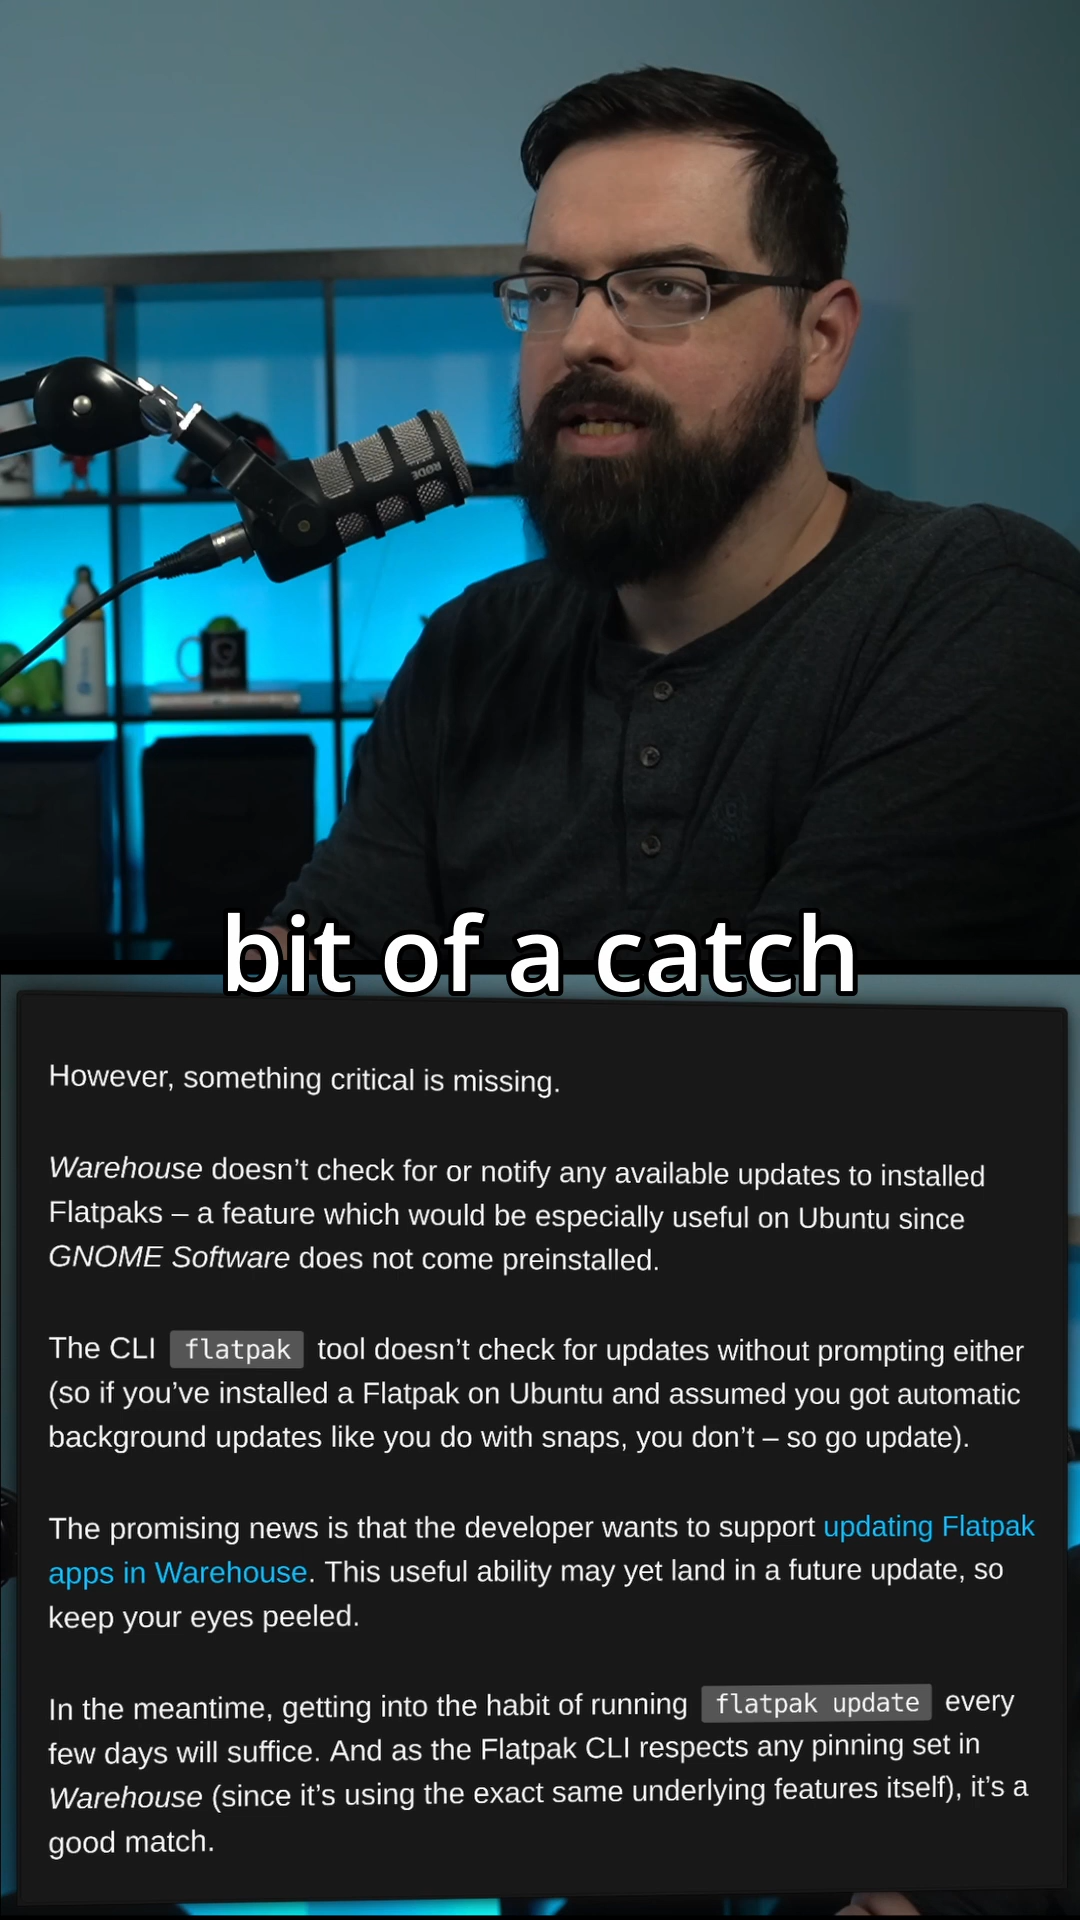 RØDE
bit of a catch
However, something critical is missing.
Warehouse doesn’t check for or notify any available updates to installed
Flatpaks – a feature which would be especially useful on Ubuntu since
GNOME Software does not come preinstalled.
The CLI flatpak tool doesn’t check for updates without prompting either
(so if you’ve installed a Flatpak on Ubuntu and assumed you got automatic
background updates like you do with snaps, you don’t – so go update).
The promising news is that the developer wants to support updating Flatpak
apps in Warehouse. This useful ability may yet land in a future update, so
keep your eyes peeled.
In the meantime, getting into the habit of running flatpak update every
few days will suffice. And as the Flatpak CLI respects any pinning set in
Warehouse (since it’s using the exact same underlying features itself), it’s a
good match.